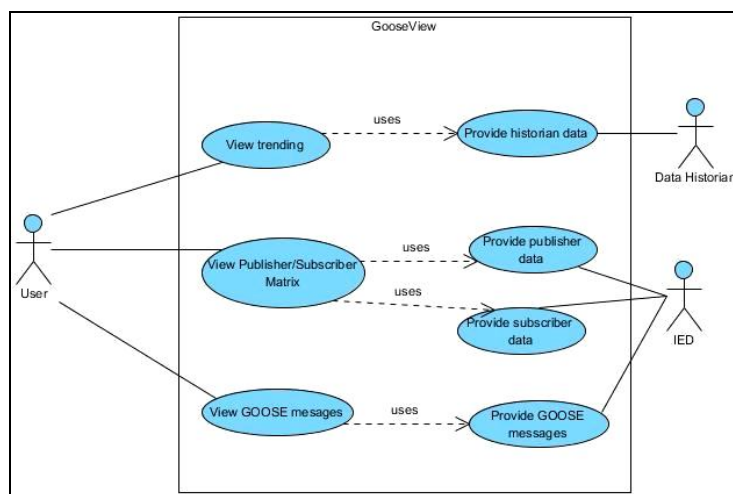 GooseView
uses
View trending
Provide historian data
Data Historian
User
View Publisher/Subscriber
Matrix
uses
Provide publisher
data
uses
Provide subscriber
data
IED
View GOOSE mesages
uses
Provide GOOSE
messages